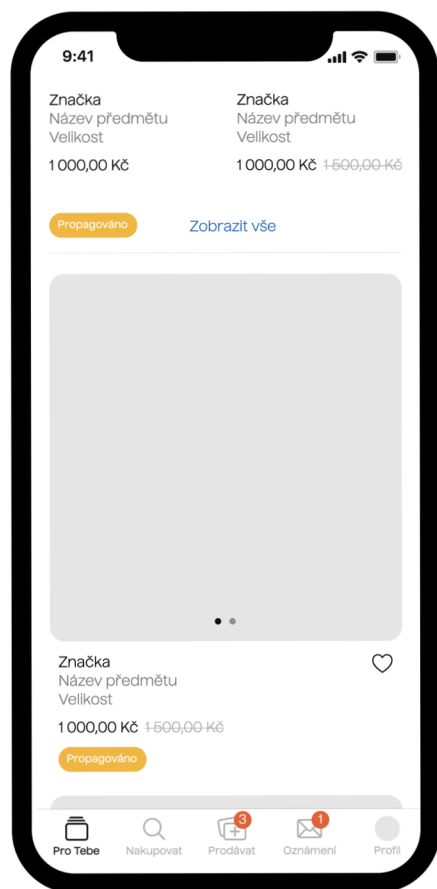 9:41
Značka
Název předmětu
Velikost
1 000,00 Kč
Značka
Název předmětu
Velikost
1 000,00 Kč 1 500,00 Kč
Propagováno
Zobrazit vše
Značka
Název předmětu
Velikost
1 000,00 Kč 1 500,00 Kč
Propagováno
3
1
Pro Tebe
Nakupovat
Prodávat
Oznámení
Profil